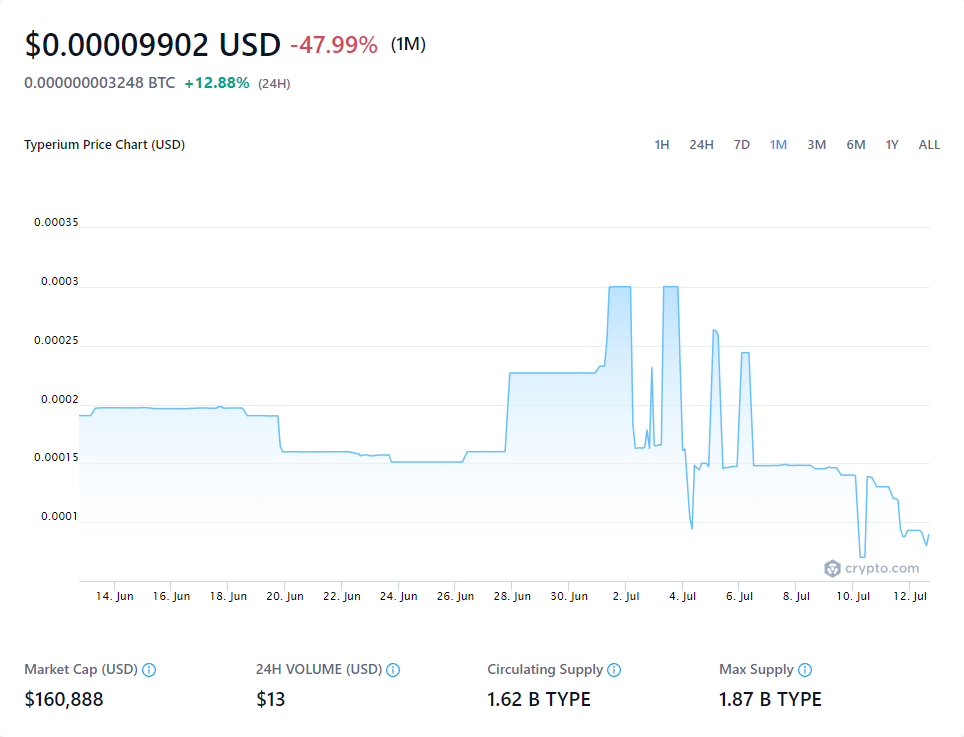 $0.00009902 USD -47.99% (1M)
0.000000003248 BTC +12.88% (24H)
Typerium Price Chart (USD)
1H 24H 7D 1M 3M 6M 1Y ALL
0.00035
0.0003
0.00025
0.0002
0.00015
0.0001
crypto.com
14. Jun 16. Jun 18. Jun 20. Jun 22. Jun 24. Jun 26. Jun 28. Jun 30. Jun 2. Jul 4. Jul 6. Jul 8. Jul 10. Jul 12. Jul
Market Cap (USD) 24H VOLUME (USD) Circulating Supply Max Supply
$160,888 $13 1.62 B TYPE 1.87 B TYPE